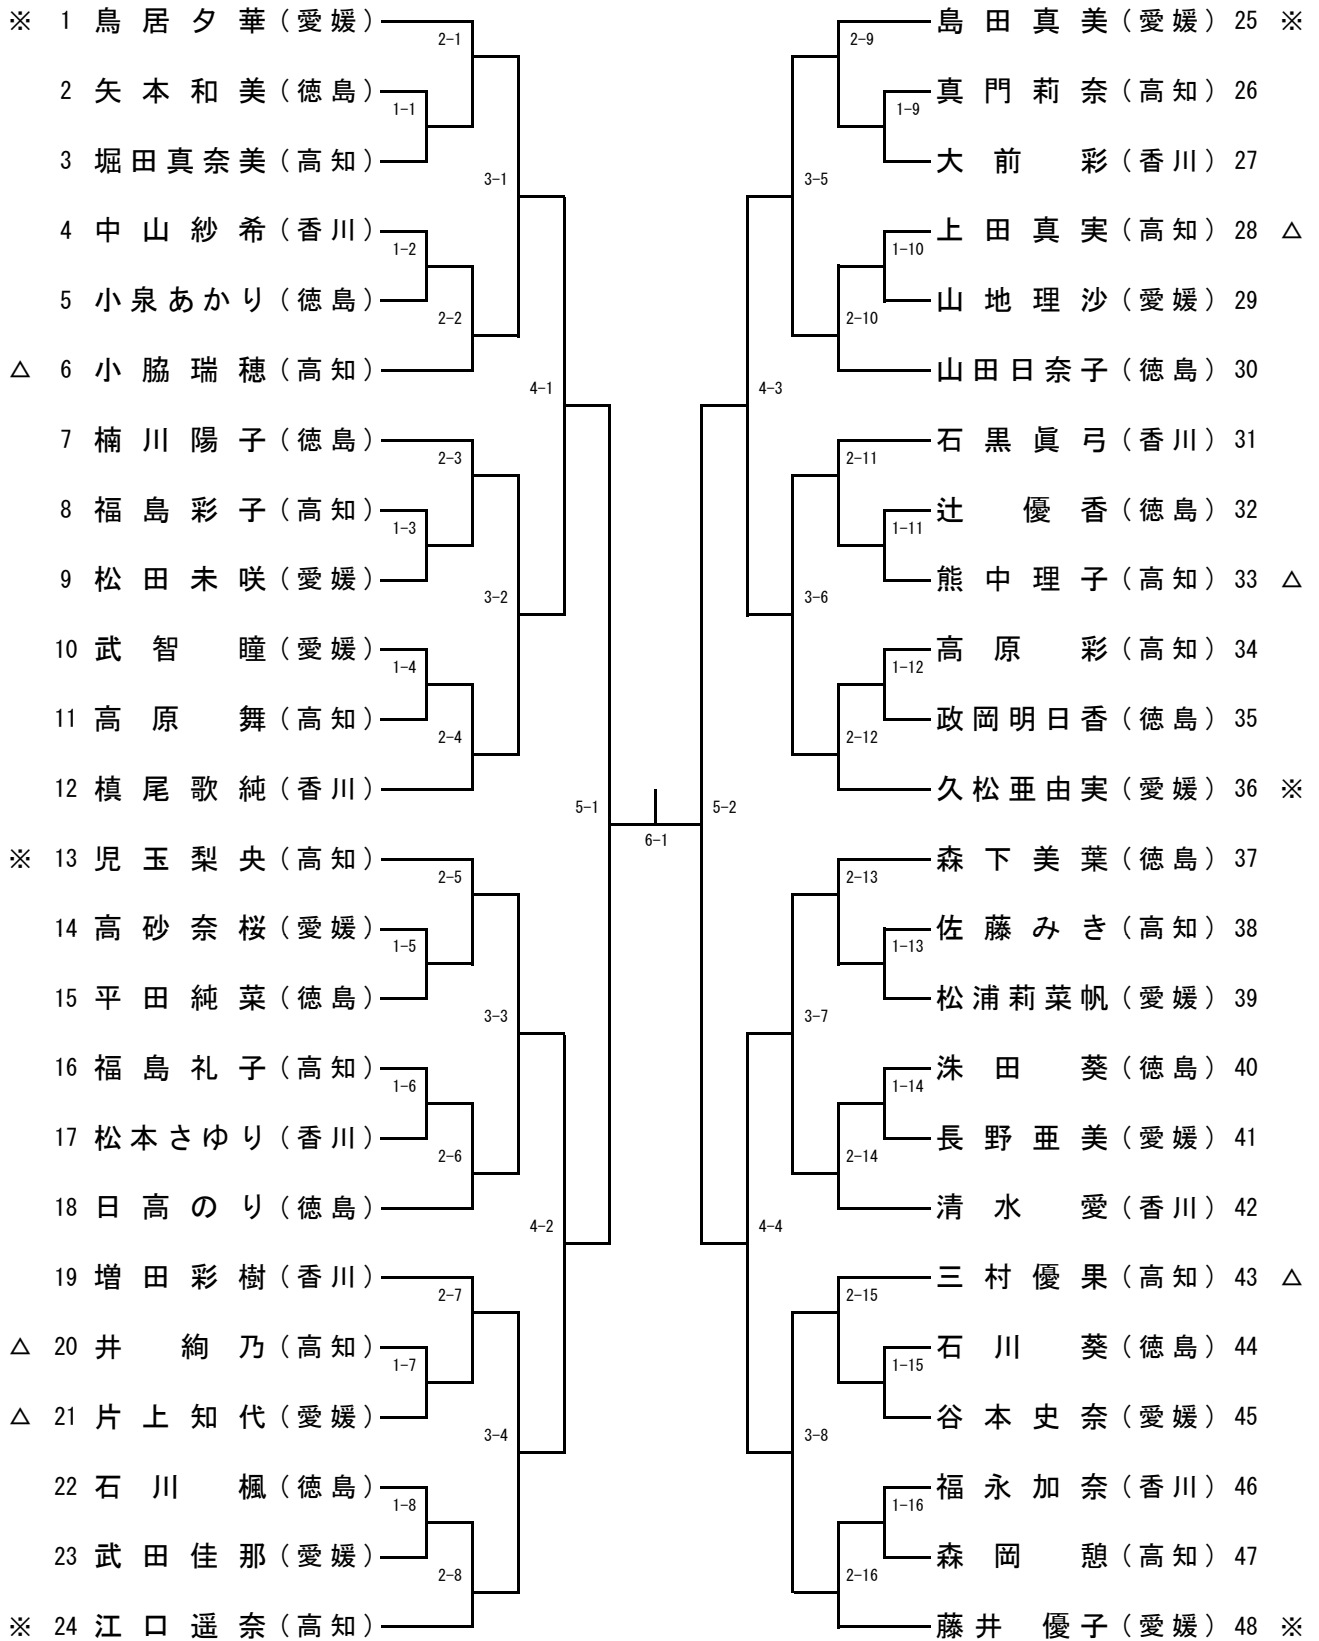 ※ 1 鳥居夕華(愛媛)
2 矢本和美(徳島)
3 堀田真奈美(高知)
4 中山紗希(香川)
5 小泉あかり(徳島)
△ 6 小脇瑞穂(高知)
7 楠川陽子(徳島)
8 福島彩子(高知)
9 松田未咲(愛媛)
10 武智瞳(愛媛)
11 高原舞(高知)
12 槙尾歌純(香川)
※ 13 児玉梨央(高知)
14 高砂奈桜(愛媛)
15 平田純菜(徳島)
16 福島礼子(高知)
17 松本さゆり(香川)
18 日高のり(徳島)
19 増田彩樹(香川)
△ 20 井絢乃(高知)
△ 21 片上知代(愛媛)
22 石川楓(徳島)
23 武田佳那(愛媛)
※ 24 江口遥奈(高知)
1-1
1-2
1-3
1-4
1-5
1-6
1-7
1-8
2-1
2-2
2-3
2-4
2-5
2-6
2-7
2-8
3-1
3-2
3-3
3-4
4-1
4-2
5-1
6-1
5-2
4-3
4-4
3-5
3-6
3-7
3-8
2-9
2-10
2-11
2-12
2-13
2-14
2-15
2-16
1-9
1-10
1-11
1-12
1-13
1-14
1-15
1-16
島田真美(愛媛) 25 ※
真門莉奈(高知) 26
大前彩(香川) 27
上田真実(高知) 28 △
山地理沙(愛媛) 29
山田日奈子(徳島) 30
石黒眞弓(香川) 31
辻優香(徳島) 32
熊中理子(高知) 33 △
高原彩(高知) 34
政岡明日香(徳島) 35
久松亜由実(愛媛) 36 ※
森下美葉(徳島) 37
佐藤みき(高知) 38
松浦莉菜帆(愛媛) 39
洙田葵(徳島) 40
長野亜美(愛媛) 41
清水愛(香川) 42
三村優果(高知) 43 △
石川葵(徳島) 44
谷本史奈(愛媛) 45
福永加奈(香川) 46
森岡憩(高知) 47
藤井優子(愛媛) 48 ※